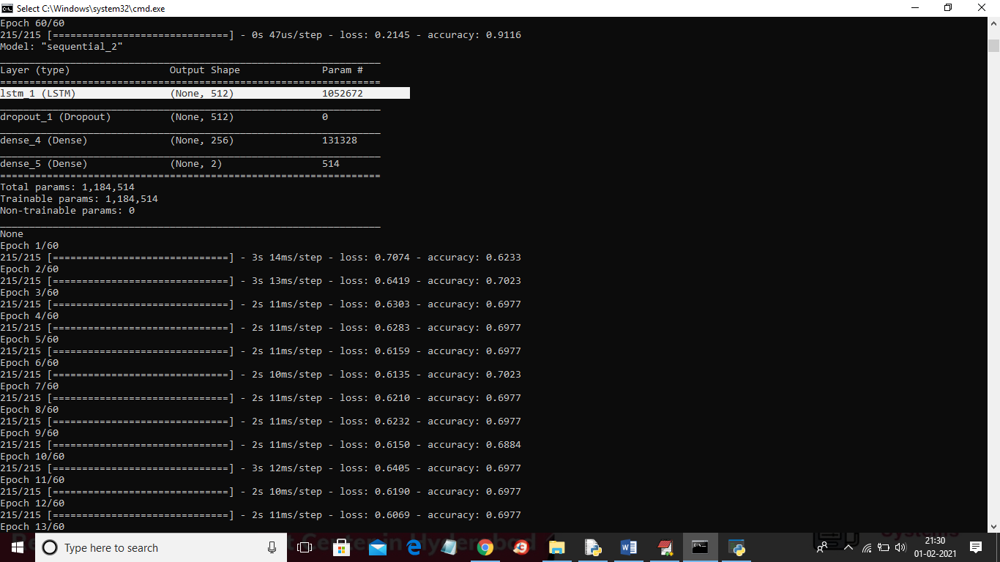 Select C:\Windows\system32\cmd.exe
Epoch 60/60
215/215 [==============================] - 0s 47us/step - loss: 0.2145 - accuracy: 0.9116
Model: "sequential_2"
_________________________________________________________________
Layer (type)                 Output Shape              Param #
=================================================================
lstm_1 (LSTM)                (None, 512)               1052672
_________________________________________________________________
dropout_1 (Dropout)          (None, 512)               0
_________________________________________________________________
dense_4 (Dense)              (None, 256)               131328
_________________________________________________________________
dense_5 (Dense)              (None, 2)                 514
=================================================================
Total params: 1,184,514
Trainable params: 1,184,514
Non-trainable params: 0
_________________________________________________________________
None
Epoch 1/60
215/215 [==============================] - 3s 14ms/step - loss: 0.7074 - accuracy: 0.6233
Epoch 2/60
215/215 [==============================] - 3s 13ms/step - loss: 0.6419 - accuracy: 0.7023
Epoch 3/60
215/215 [==============================] - 2s 11ms/step - loss: 0.6303 - accuracy: 0.6977
Epoch 4/60
215/215 [==============================] - 2s 11ms/step - loss: 0.6283 - accuracy: 0.6977
Epoch 5/60
215/215 [==============================] - 2s 11ms/step - loss: 0.6159 - accuracy: 0.6977
Epoch 6/60
215/215 [==============================] - 2s 10ms/step - loss: 0.6135 - accuracy: 0.7023
Epoch 7/60
215/215 [==============================] - 2s 11ms/step - loss: 0.6210 - accuracy: 0.6977
Epoch 8/60
215/215 [==============================] - 2s 11ms/step - loss: 0.6232 - accuracy: 0.6977
Epoch 9/60
215/215 [==============================] - 2s 11ms/step - loss: 0.6150 - accuracy: 0.6884
Epoch 10/60
215/215 [==============================] - 3s 12ms/step - loss: 0.6405 - accuracy: 0.6977
Epoch 11/60
215/215 [==============================] - 2s 10ms/step - loss: 0.6190 - accuracy: 0.6977
Epoch 12/60
215/215 [==============================] - 2s 11ms/step - loss: 0.6069 - accuracy: 0.6977
Epoch 13/60
Type here to search
21:30
01-02-2021